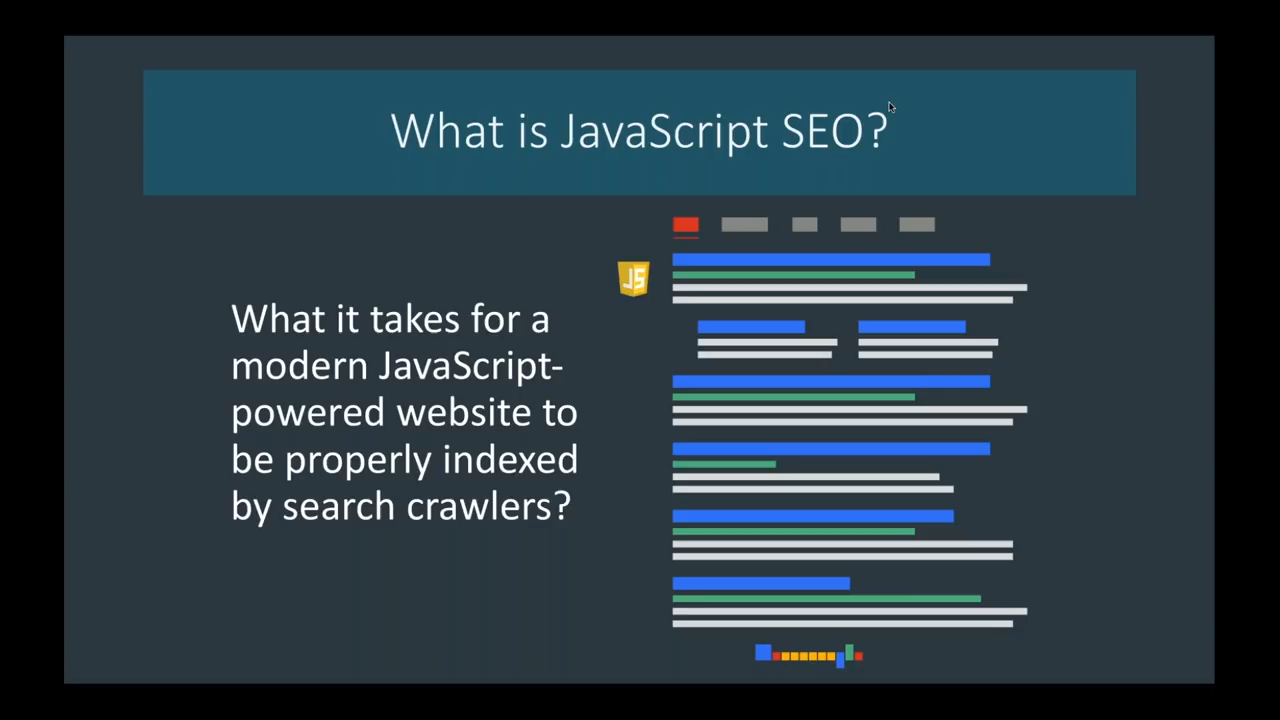 What is JavaScript SEO?
JS
What it takes for a
modern JavaScript-
powered website to
be properly indexed
by search crawlers?